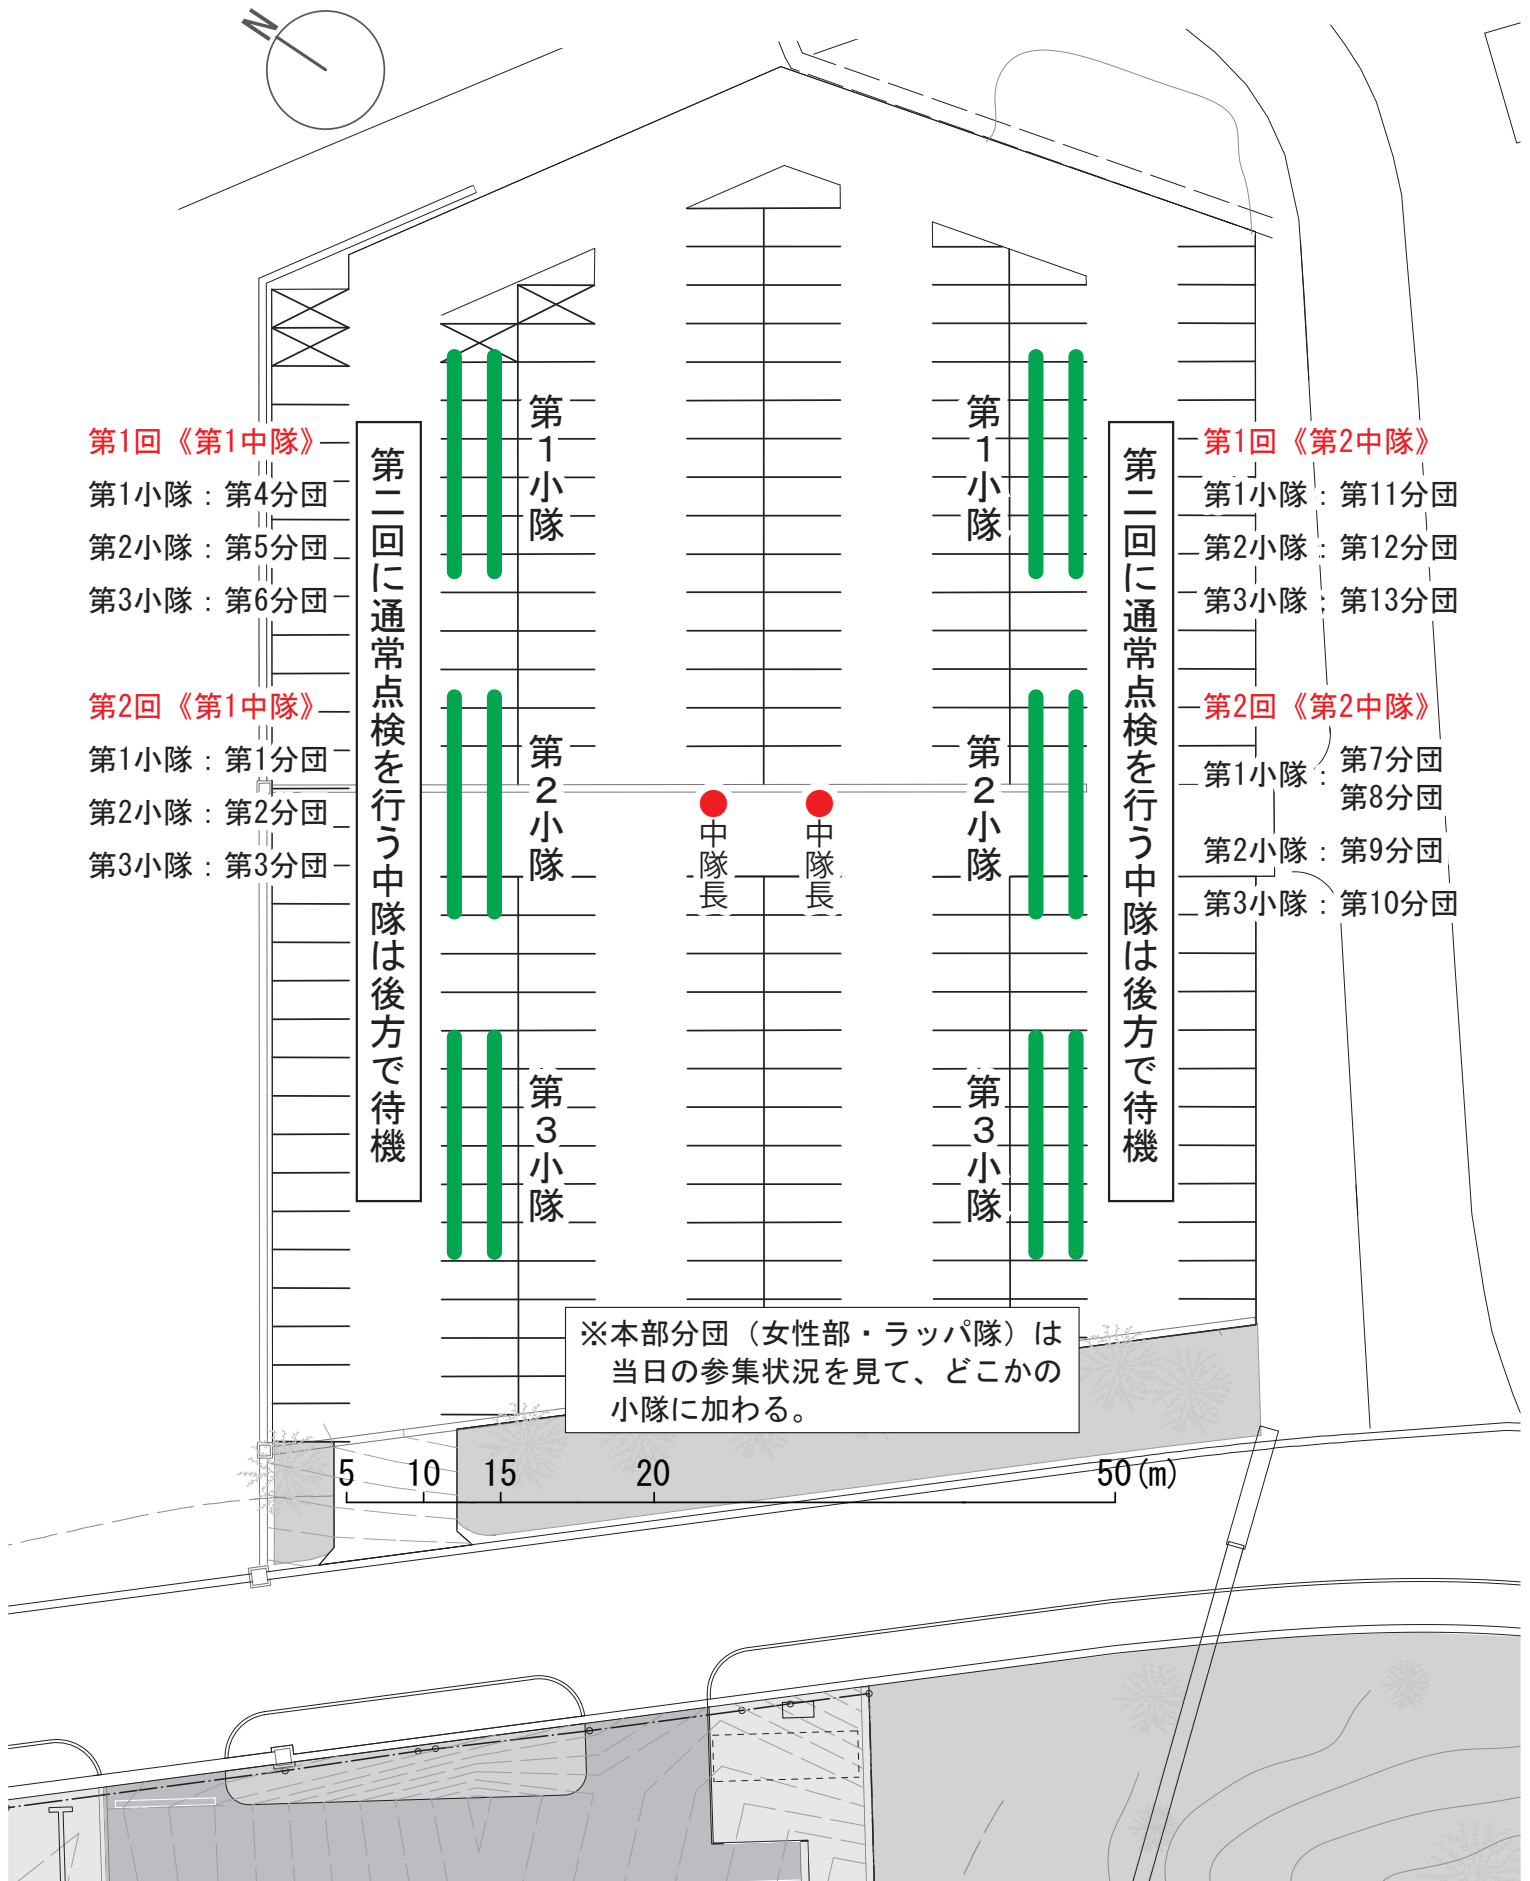 N
第1回《第1中隊》
第1小隊：第4分団
第2小隊：第5分団
第3小隊：第6分団
第2回《第1中隊》
第1小隊：第1分団
第2小隊：第2分団
第3小隊：第3分団
第二回に通常点検を行う中隊は後方で待機
第1小隊
第2小隊
第3小隊
中隊長
中隊長
第1小隊
第2小隊
第3小隊
第二回に通常点検を行う中隊は後方で待機
第1回《第2中隊》
第1小隊：第11分団
第2小隊：第12分団
第3小隊：第13分団
第2回《第2中隊》
第1小隊：第7分団
第8分団
第2小隊：第9分団
第3小隊：第10分団
※本部分団（女性部・ラッパ隊）は
当日の参集状況を見て、どこかの
小隊に加わる。
5 10 15 20 50(m)